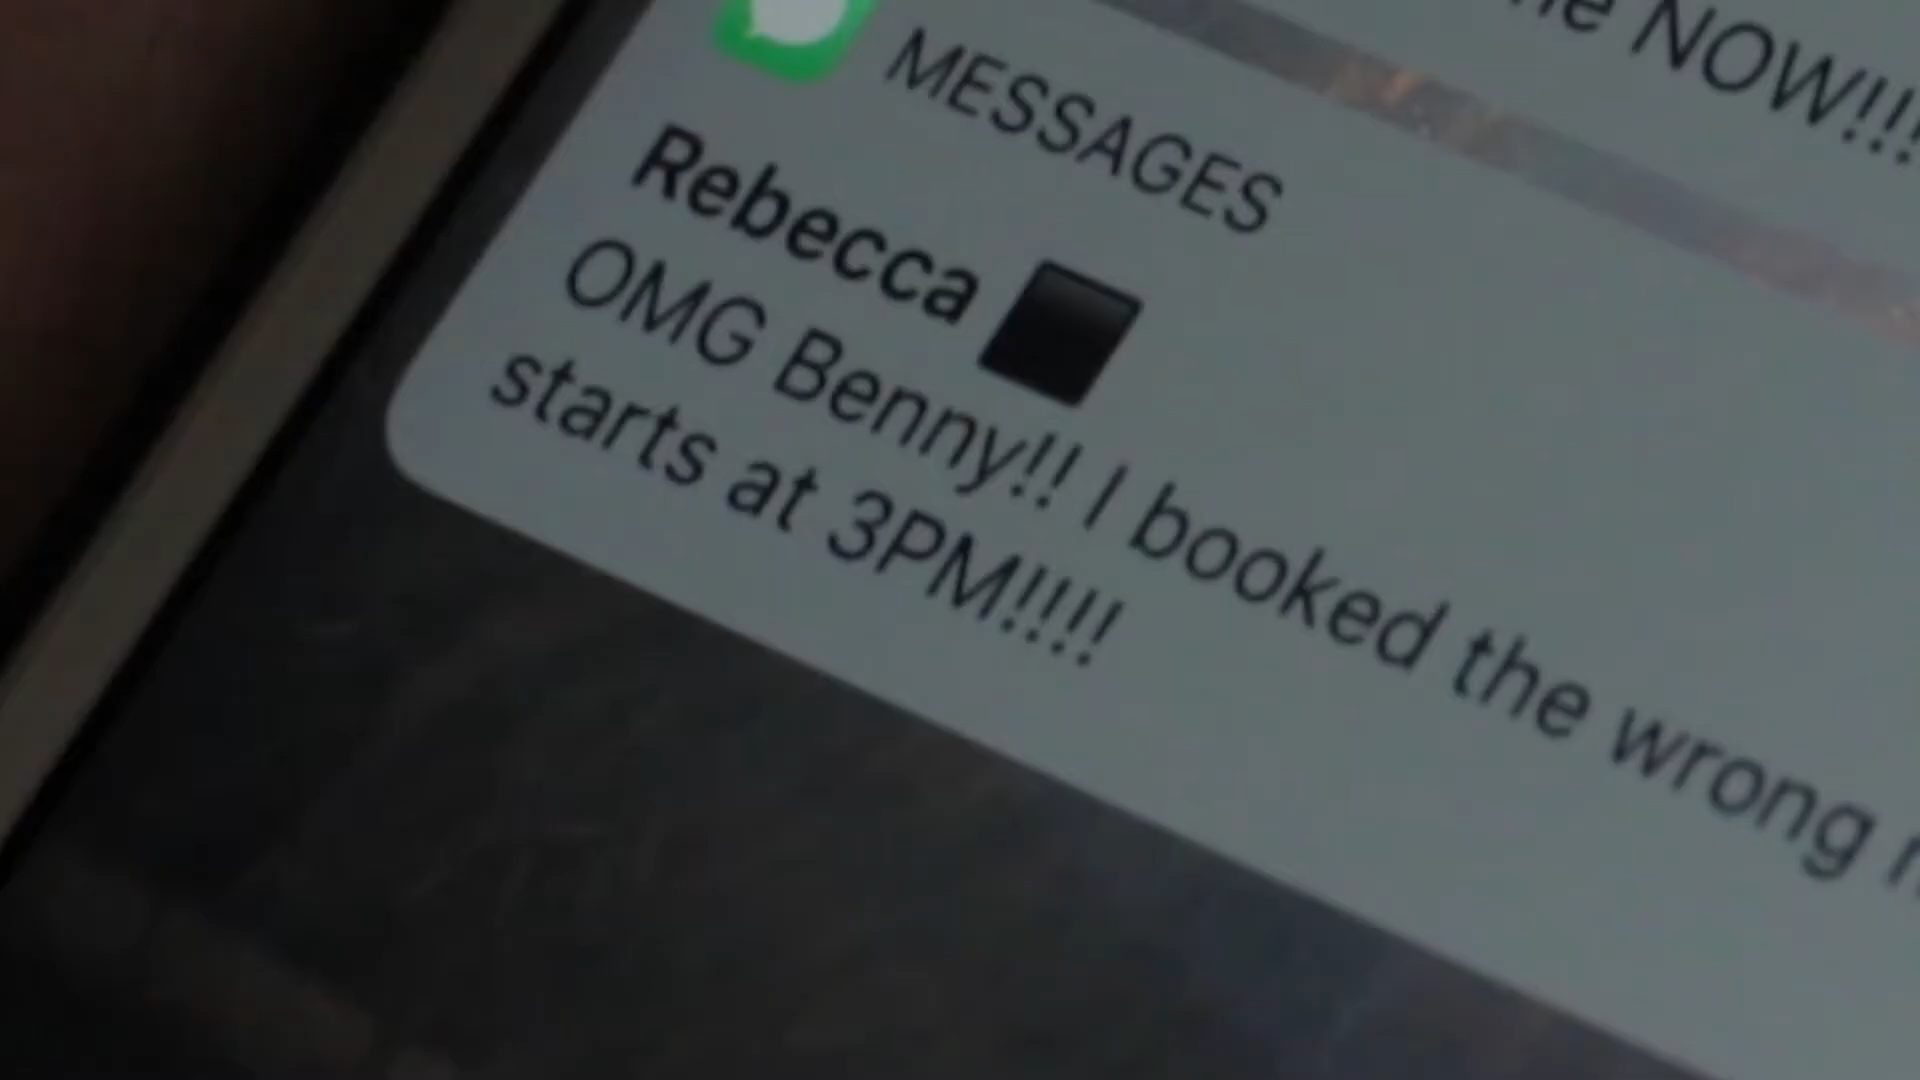 NOW!!!
MESSAGES
Rebecca ⬛
OMG Benny!! I booked the wrong
starts at 3PM!!!!